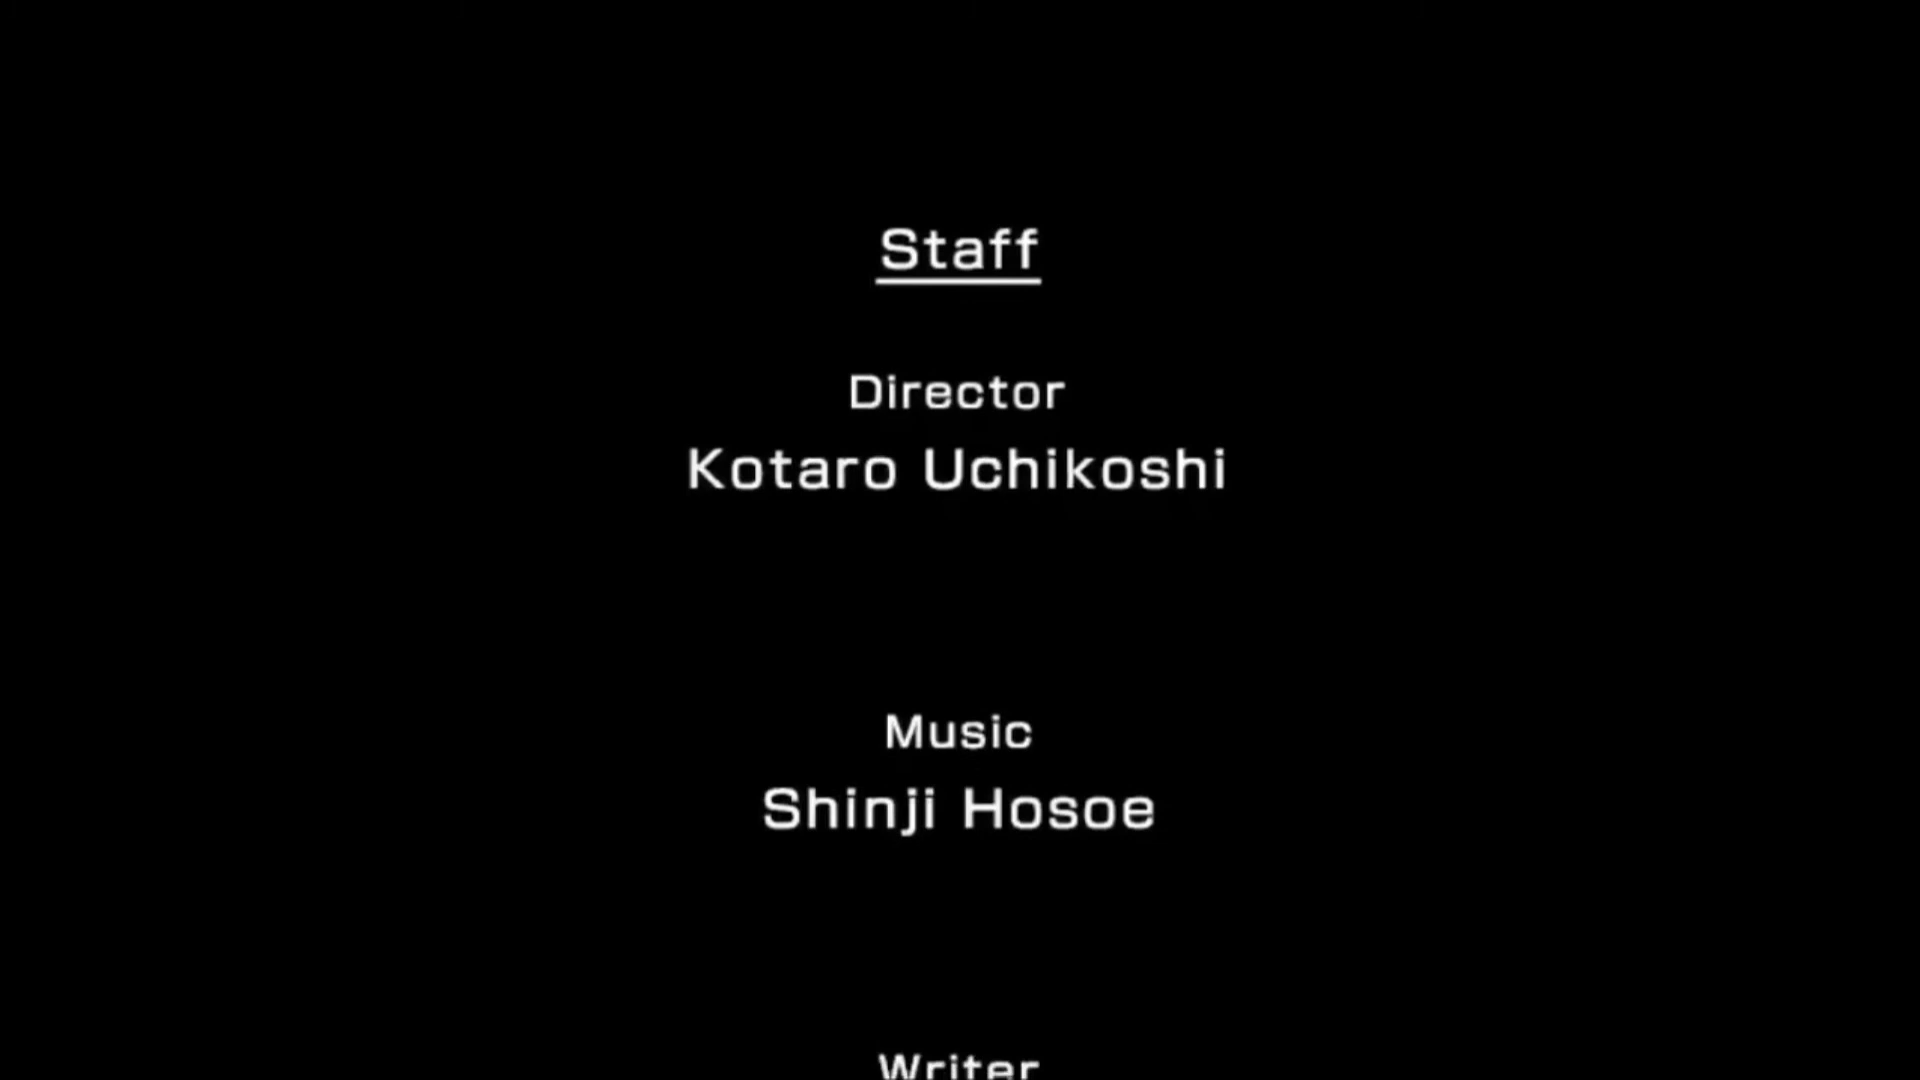 Staff
Director
Kotaro Uchikoshi
Music
Shinji Hosoe
Writer